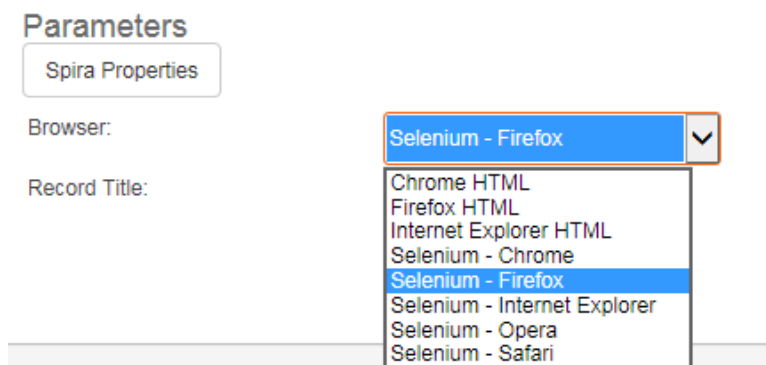 Parameters
Spira Properties
Browser:
Selenium - Firefox
Record Title:
Chrome HTML
Firefox HTML
Internet Explorer HTML
Selenium - Chrome
Selenium - Firefox
Selenium - Internet Explorer
Selenium - Opera
Selenium - Safari